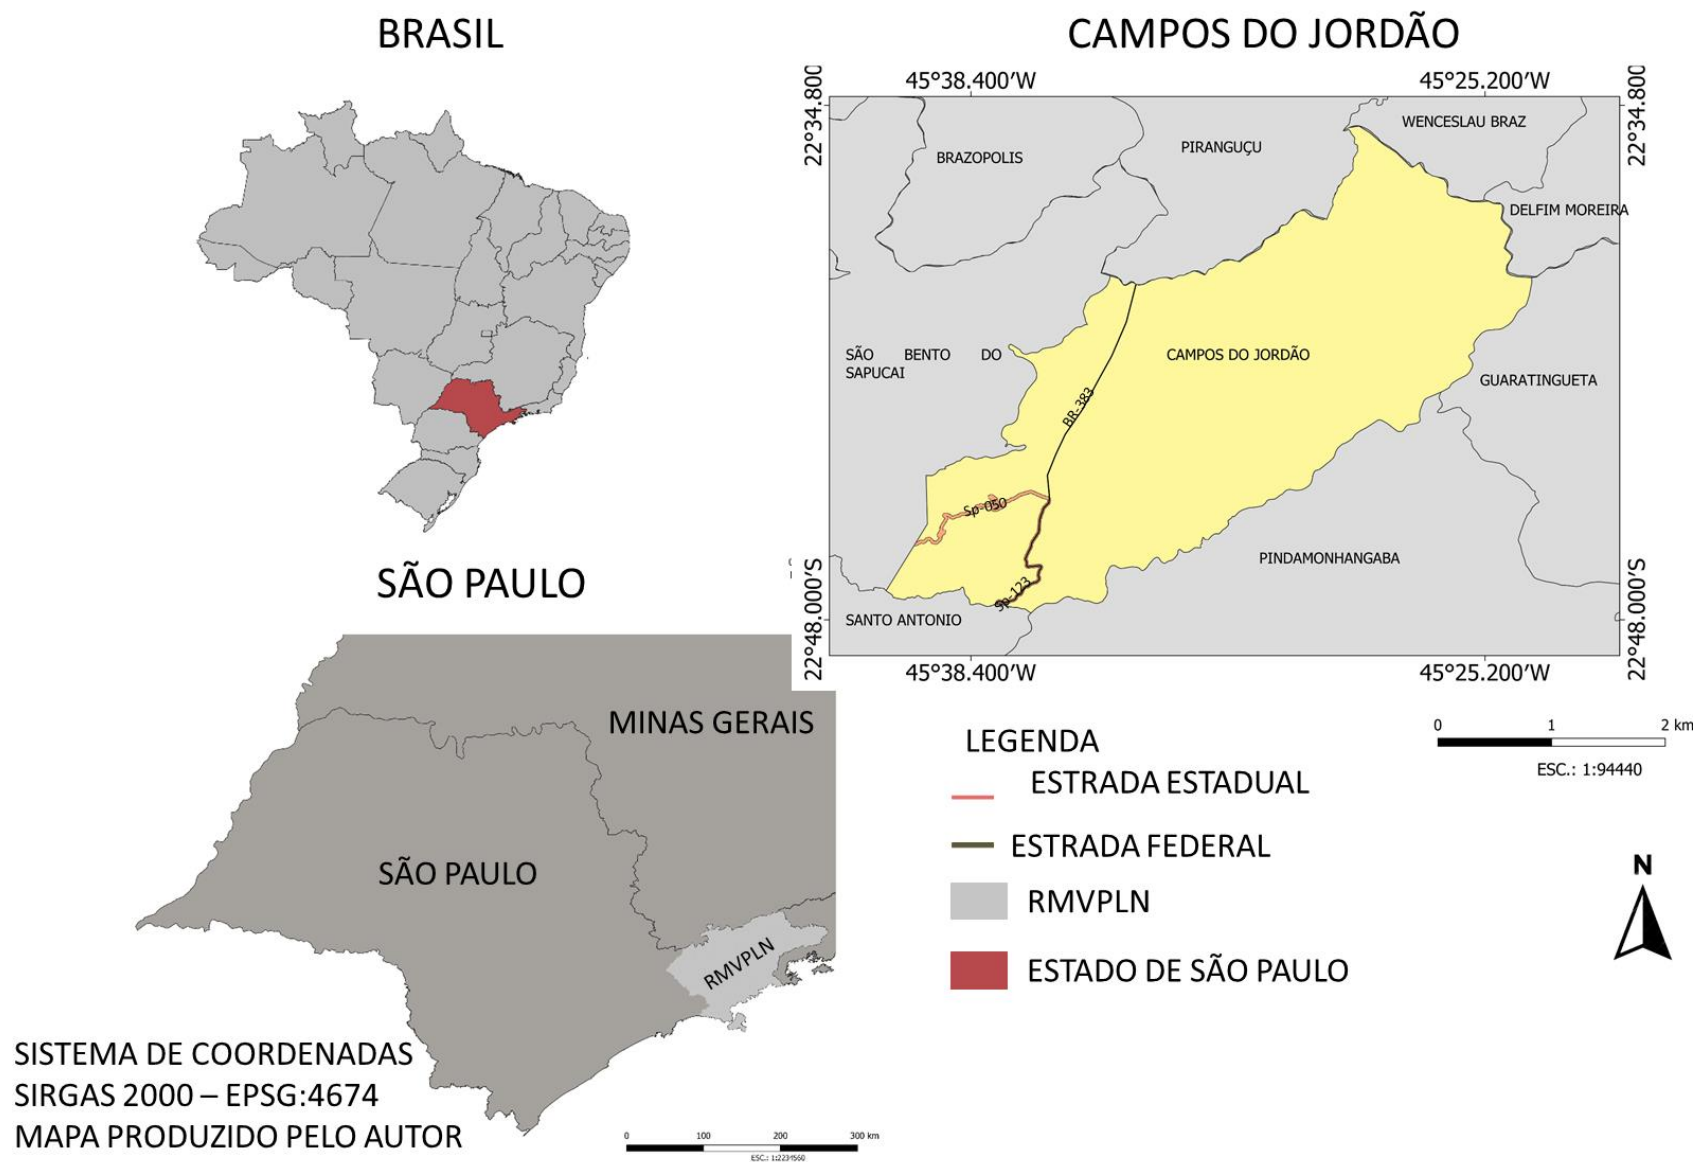 BRASIL
CAMPOS DO JORDÃO
45°38.400'W
45°25.200'W
22°34.800
22°34.800
WENCESLAU BRAZ
BRAZOPOLIS
PIRANGUÇU
DELFIM MOREIRA
SÃO BENTO DO
SAPUCAI
CAMPOS DO JORDÃO
GUARATINGUETA
BR-383
Sp-050
PINDAMONHANGABA
Sp-123
SANTO ANTONIO
22°48.000'S
22°48.000'S
45°38.400'W
45°25.200'W
SÃO PAULO
MINAS GERAIS
SÃO PAULO
RMVPLN
0 1 2 km
ESC.: 1:94440
LEGENDA
ESTRADA ESTADUAL
ESTRADA FEDERAL
RMVPLN
ESTADO DE SÃO PAULO
N
SISTEMA DE COORDENADAS
SIRGAS 2000 – EPSG:4674
MAPA PRODUZIDO PELO AUTOR
0 100 200 300 km